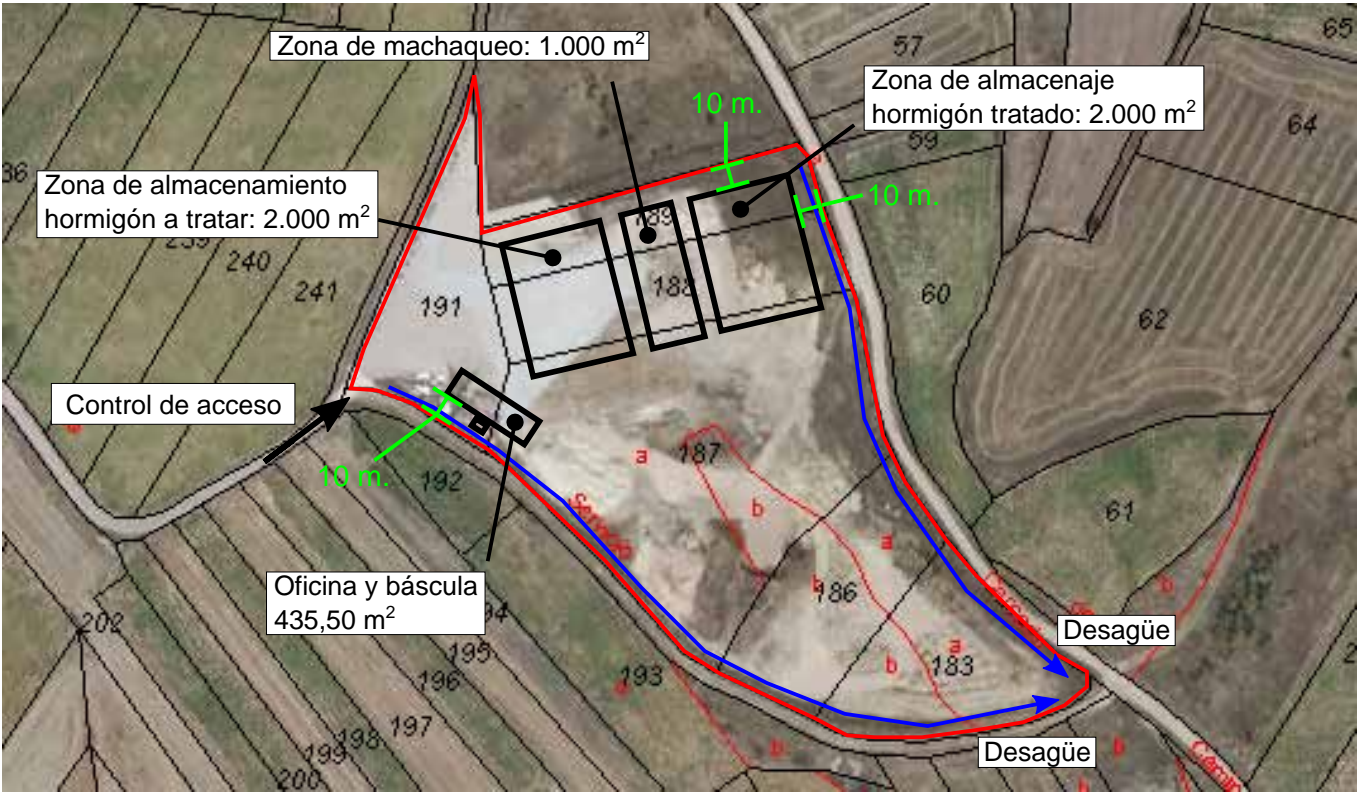 Zona de machaqueo: 1.000 m²
57
65
Zona de almacenaje
hormigón tratado: 2.000 m²
10 m.
59
64
36
Zona de almacenamiento
hormigón a tratar: 2.000 m²
189
10 m.
239
240
241
191
188
60
62
Control de acceso
10 m.
192
a
187
b
Sendero
61
a
b
b
186
Oficina y báscula
435,50 m²
194
202
195
Desagüe
a
b
183
196
193
197
198
199
200
Desagüe
b
b